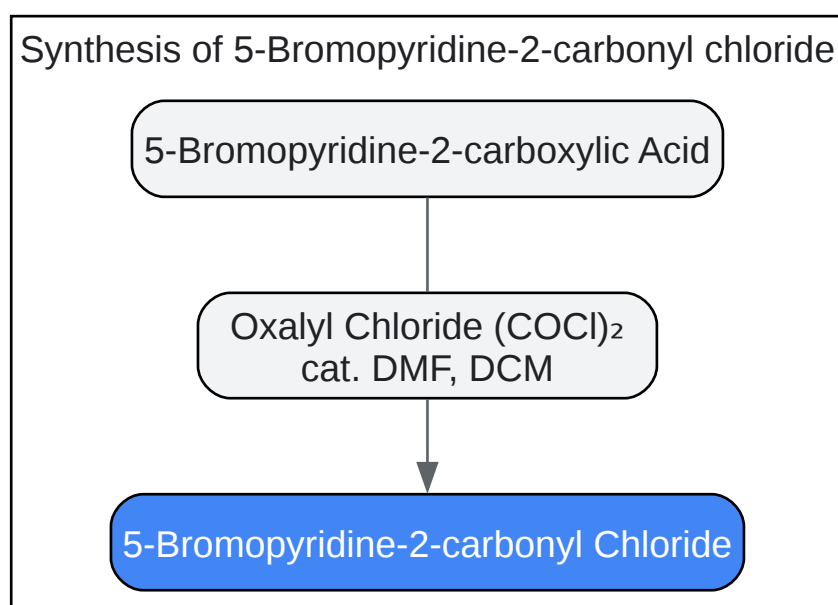 Synthesis of 5-Bromopyridine-2-carbonyl chloride
5-Bromopyridine-2-carboxylic Acid
Oxalyl Chloride (COCl)₂
cat. DMF, DCM
5-Bromopyridine-2-carbonyl Chloride